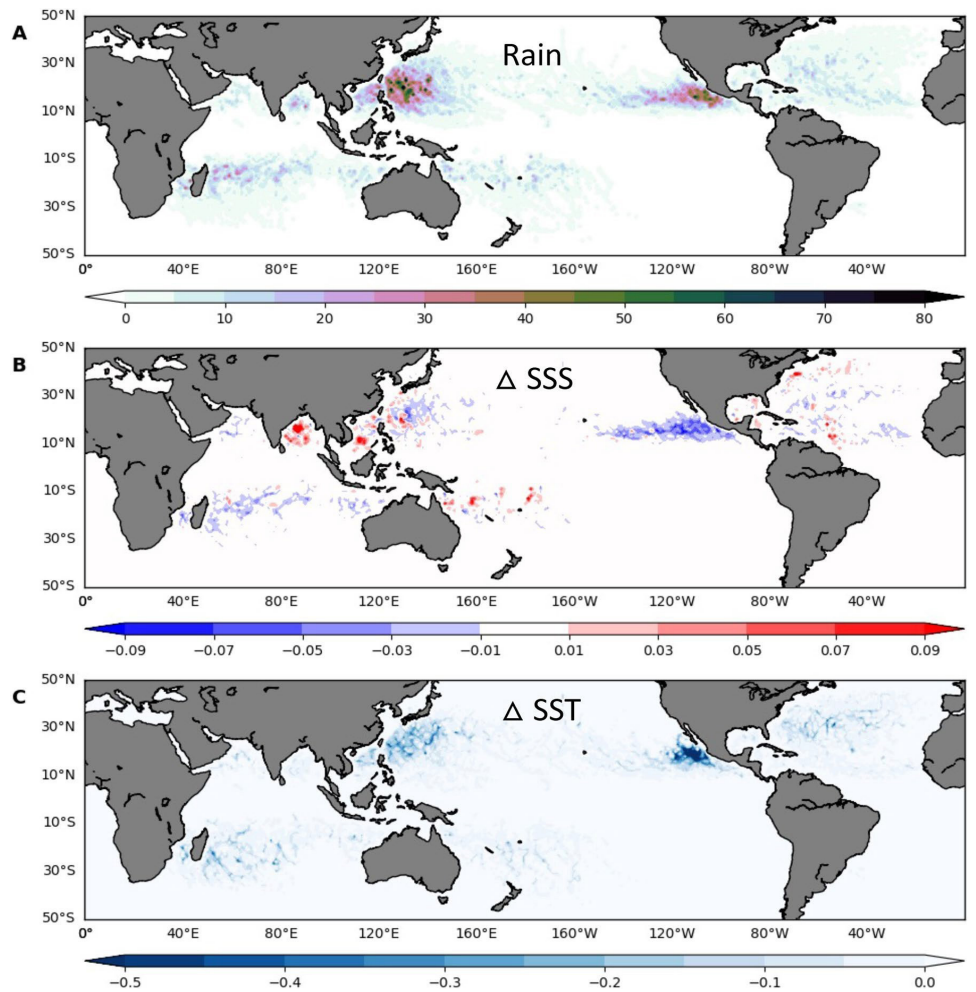 A
Rain
50°N
30°N
10°N
10°S
30°S
50°S
0° 40°E 80°E 120°E 160°E 160°W 120°W 80°W 40°W
0 10 20 30 40 50 60 70 80
B
△ SSS
50°N
30°N
10°N
10°S
30°S
50°S
0° 40°E 80°E 120°E 160°E 160°W 120°W 80°W 40°W
−0.09 −0.07 −0.05 −0.03 −0.01 0.01 0.03 0.05 0.07 0.09
C
△ SST
50°N
30°N
10°N
10°S
30°S
50°S
0° 40°E 80°E 120°E 160°E 160°W 120°W 80°W 40°W
−0.5 −0.4 −0.3 −0.2 −0.1 0.0